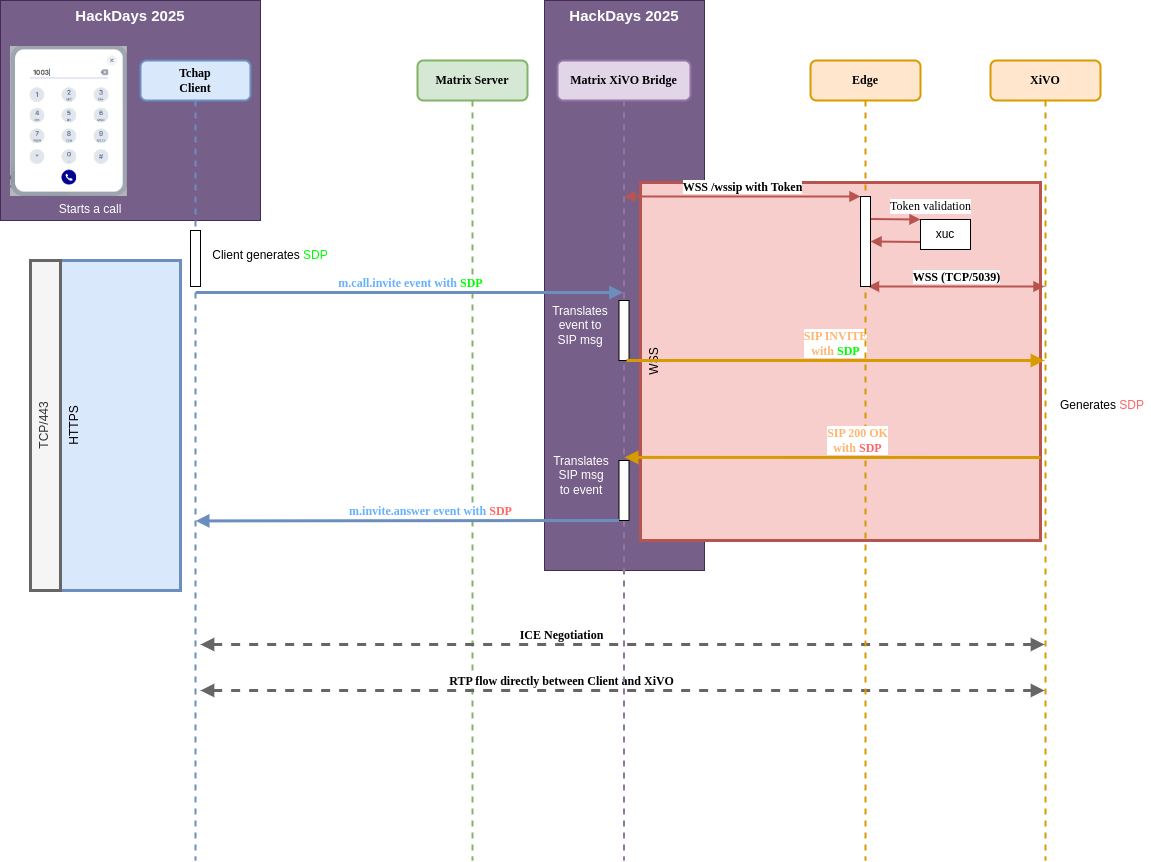 HackDays 2025
HackDays 2025
1003
1
2
3
4
5
6
7
8
9
*
0
#
Starts a call
Tchap
Client
Matrix Server
Matrix XiVO Bridge
Edge
XiVO
WSS /wssip with Token
Token validation
xuc
WSS (TCP/5039)
Client generates SDP
m.call.invite event with SDP
Translates
event to
SIP msg
WSS
SIP INVITE
with SDP
Generates SDP
TCP/443
HTTPS
SIP 200 OK
with SDP
Translates
SIP msg
to event
m.invite.answer event with SDP
ICE Negotiation
RTP flow directly between Client and XiVO